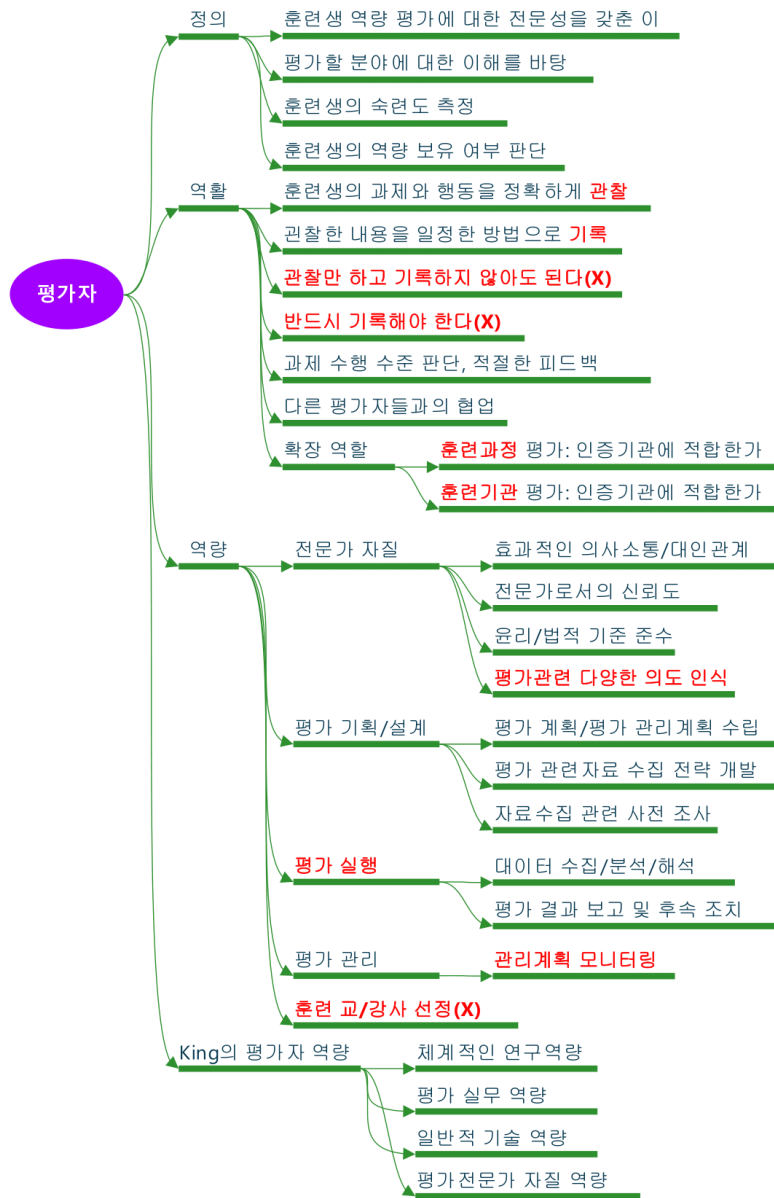 평가자
정의
훈련생 역량 평가에 대한 전문성을 갖춘 이
평가할 분야에 대한 이해를 바탕
훈련생의 숙련도 측정
훈련생의 역량 보유 여부 판단
역활
훈련생의 과제와 행동을 정확하게 관찰
괸찰한 내용을 일정한 방법으로 기록
관찰만 하고 기록하지 않아도 된다(X)
반드시 기록해야 한다(X)
과제 수행 수준 판단, 적절한 피드백
다른 평가자들과의 협업
확장 역할
훈련과정 평가: 인증기관에 적합한가
훈련기관 평가: 인증기관에 적합한가
역량
전문가 자질
효과적인 의사소통/대인관계
전문가로서의 신뢰도
윤리/법적 기준 준수
평가관련 다양한 의도 인식
평가 기획/설계
평가 계획/평가 관리계획 수립
평가 관련자료 수집 전략 개발
자료수집 관련 사전 조사
평가 실행
대이터 수집/분석/해석
평가 결과 보고 및 후속 조치
평가 관리
관리계획 모니터링
훈련 교/강사 선정(X)
King의 평가자 역량
체계적인 연구역량
평가 실무 역량
일반적 기술 역량
평가전문가 자질 역량